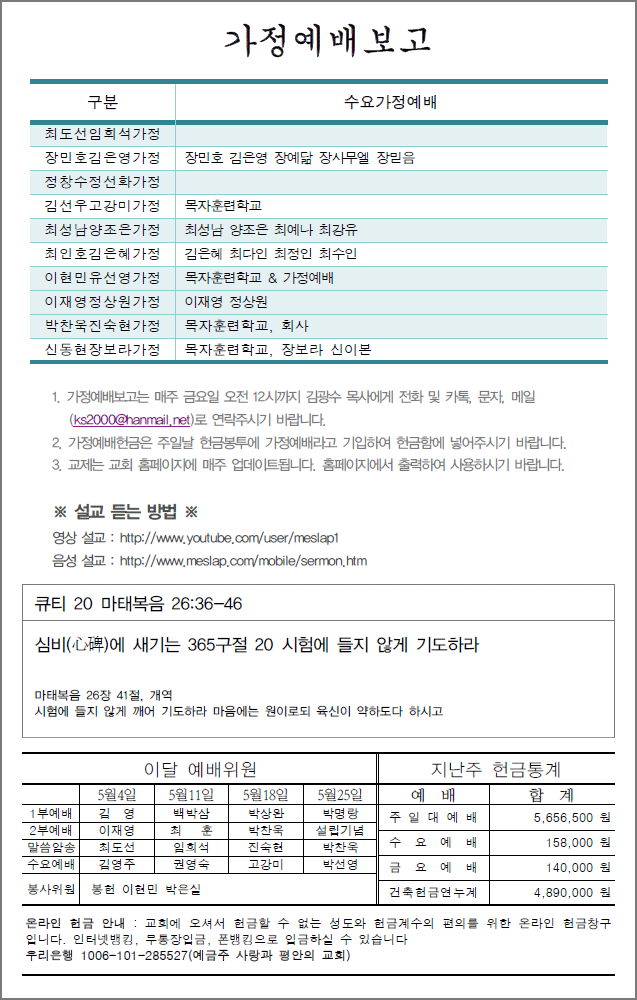 가정예배보고
구분 수요가정예배
최도선임희석가정
장민호김은영가정 장민호 김은영 장예닮 장사무엘 장믿음
정창수정선화가정
김선우고강미가정 목자훈련학교
최성남양조은가정 최성남 양조은 최예나 최강유
최인호김은혜가정 김은혜 최다인 최정인 최수인
이현민유선영가정 목자훈련학교 & 가정예배
이재영정상원가정 이재영 정상원
박찬욱진숙현가정 목자훈련학교, 회사
신동현장보라가정 목자훈련학교, 장보라 신이본
1. 가정예배보고는 매주 금요일 오전 12시까지 김광수 목사에게 전화 및 카톡, 문자, 메일
(ks2000@hanmail.net)로 연락주시기 바랍니다.
2. 가정예배헌금은 주일날 헌금봉투에 가정예배라고 기입하여 헌금함에 넣어주시기 바랍니다.
3. 교제는 교회 홈페이지에 매주 업데이트됩니다. 홈페이지에서 출력하여 사용하시기 바랍니다.
※ 설교 듣는 방법 ※
영상 설교 : http://www.youtube.com/user/meslap1
음성 설교 : http://www.meslap.com/mobile/sermon.htm
큐티 20 마태복음 26:36-46
심비(心碑)에 새기는 365구절 20 시험에 들지 않게 기도하라
마태복음 26장 41절, 개역
시험에 들지 않게 깨어 기도하라 마음에는 원이로되 육신이 약하도다 하시고
이달 예배위원
5월4일 5월11일 5월18일 5월25일
1부예배 김 영 백박삼 박상완 박명랑
2부예배 이재영 최 훈 박찬욱 설립기념
말씀암송 최도선 임희석 진숙현 박찬욱
수요예배 김영주 권영숙 고강미 박선영
봉사위원 봉헌 이현민 박은실
지난주 헌금통계
예 배 합 계
주 일 대 예 배 5,656,500 원
수 요 예 배 158,000 원
금 요 예 배 140,000 원
건축헌금연누계 4,890,000 원
온라인 헌금 안내 : 교회에 오셔서 헌금할 수 없는 성도와 헌금계수의 편의를 위한 온라인 헌금창구
입니다. 인터넷뱅킹, 무통장입금, 폰뱅킹으로 입금하실 수 있습니다
우리은행 1006-101-285527(예금주 사랑과 평안의 교회)